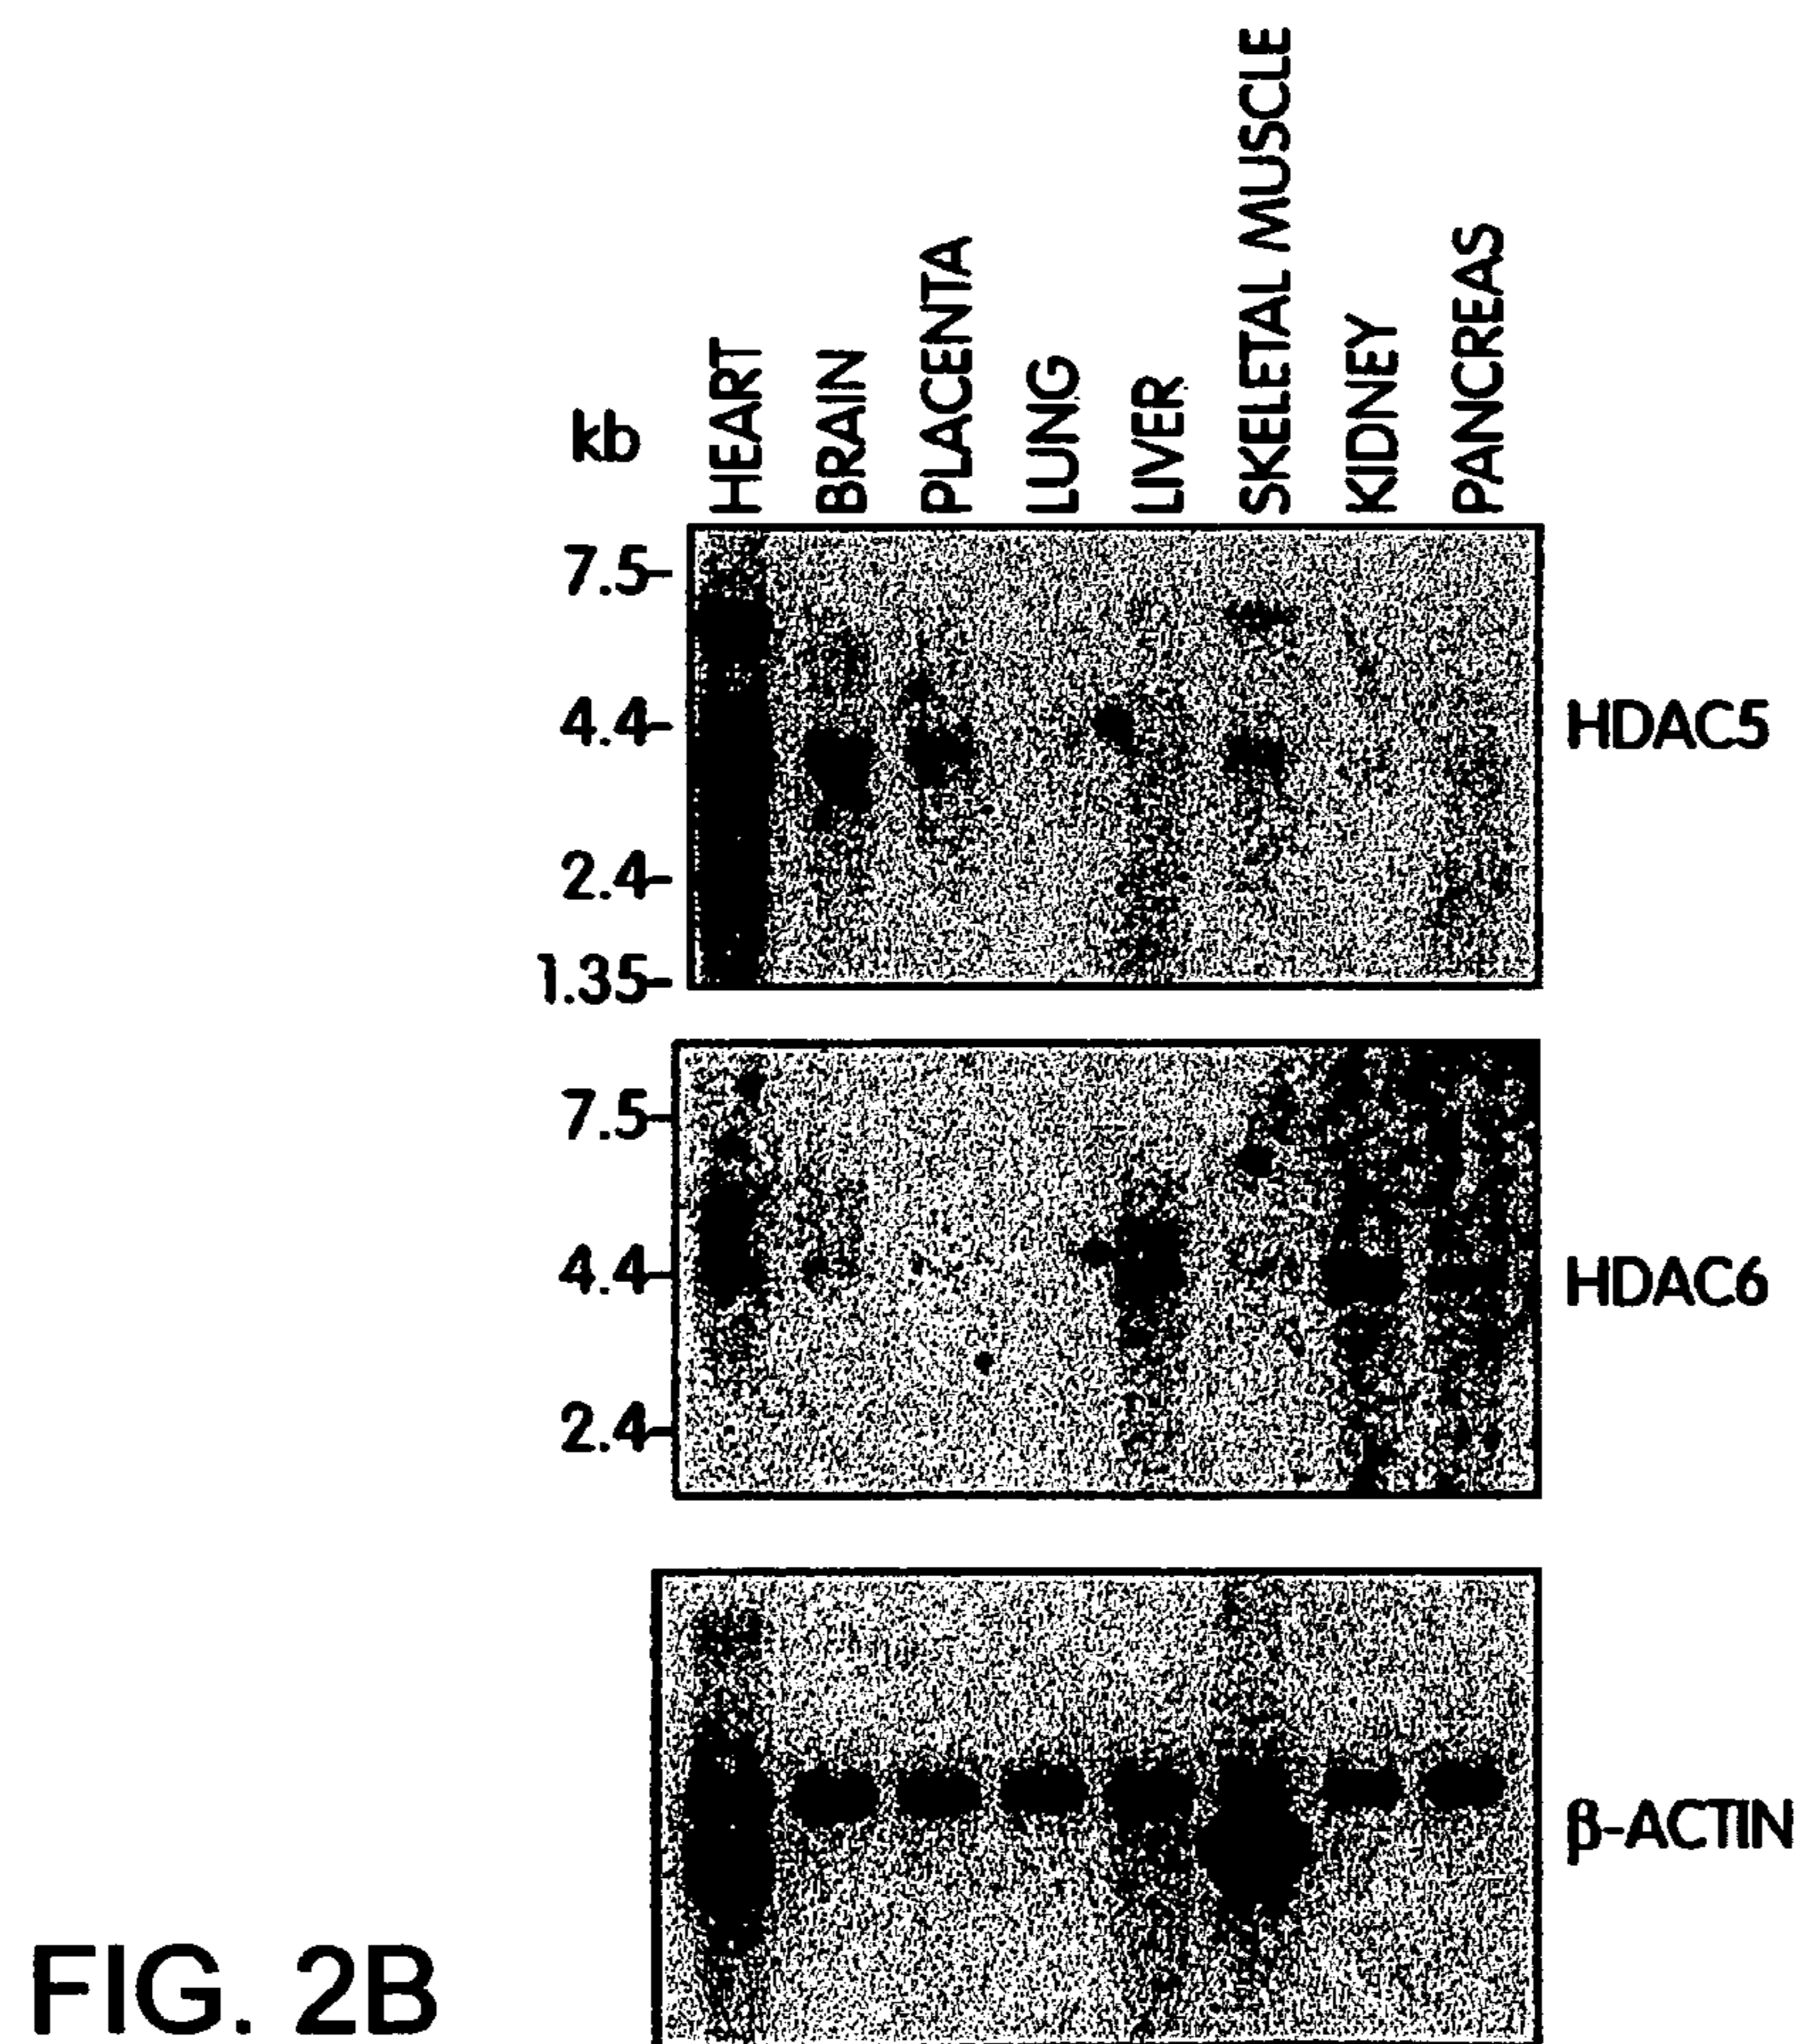 kb
HEART
BRAIN
PLACENTA
LUNG
LIVER
SKELETAL MUSCLE
KIDNEY
PANCREAS
7.5
4.4
2.4
1.35
HDAC5
7.5
4.4
2.4
HDAC6
β-ACTIN
FIG. 2B